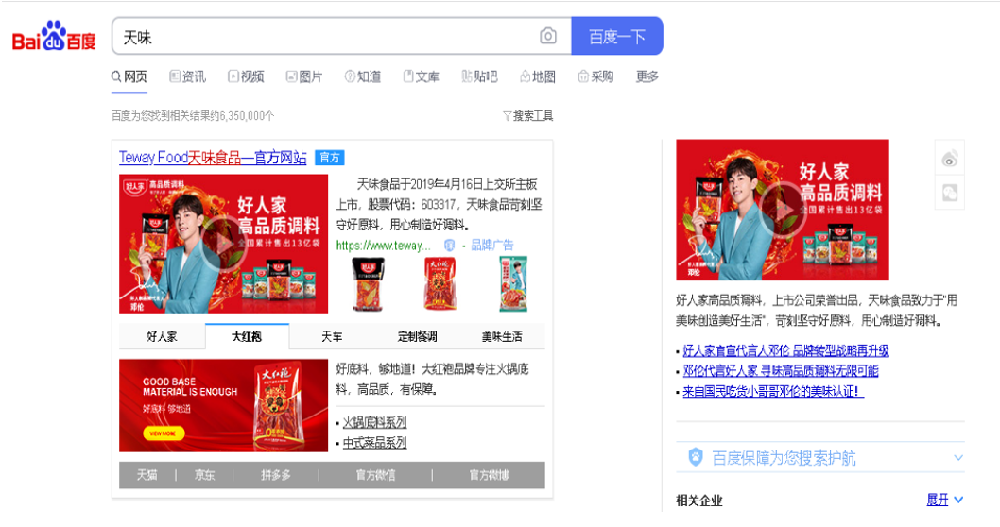 Bai du 百度
天味
百度一下
网页 资讯 视频 图片 知道 文库 贴吧 地图 采购 更多
百度为您找到相关结果约6,350,000个
搜索工具
Teway Food天味食品—官方网站 官方
好人家
高品质调料
好人家
高品质调料
全国累计售出13亿袋
邓伦
天味食品于2019年4月16日上交所主板
上市，股票代码：603317，天味食品苛刻坚
守好原料，用心制造好调料。
https://www.teway... - 品牌广告
好人家 大红袍 天车 定制餐调 美味生活
GOOD BASE
MATERIAL IS ENOUGH
好底料 够地道
VIEW MORE
大红袍
好底料，够地道！大红袍品牌专注火锅底
料，高品质，有保障。
• 火锅底料系列
• 中式菜品系列
天猫 | 京东 | 拼多多 | 官方微信 | 官方微博
好人家
高品质调料
好人家
高品质调料
全国累计售出13亿袋
邓伦
好人家高品质调料，上市公司荣誉出品，天味食品致力于"用
美味创造美好生活"，苛刻坚守好原料，用心制造好调料。
• 好人家官宣代言人邓伦 品牌转型战略再升级
• 邓伦代言好人家 寻味高品质调料无限可能
• 来自国民吃货小哥哥邓伦的美味认证！
百度保障为您搜索护航
相关企业
展开